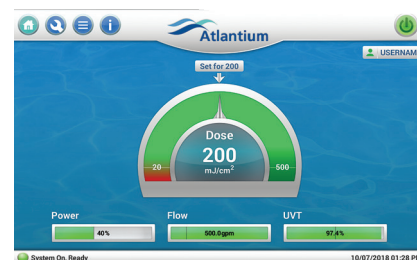 Atlantium
USERNAM
Set for 200
Dose
200
mJ/cm²
20
500
Power
Flow
UVT
40%
500.0gpm
97.4%
System On, Ready
10/07/2018 01:28 P